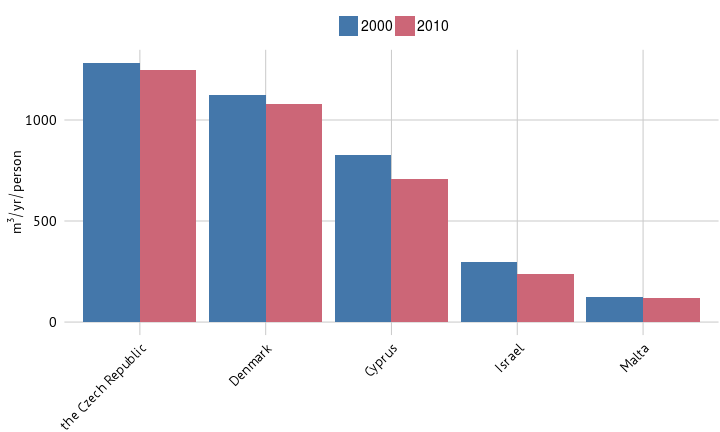 2000 2010
1000
500
0
m³/yr/person
the Czech Republic
Denmark
Cyprus
Israel
Malta